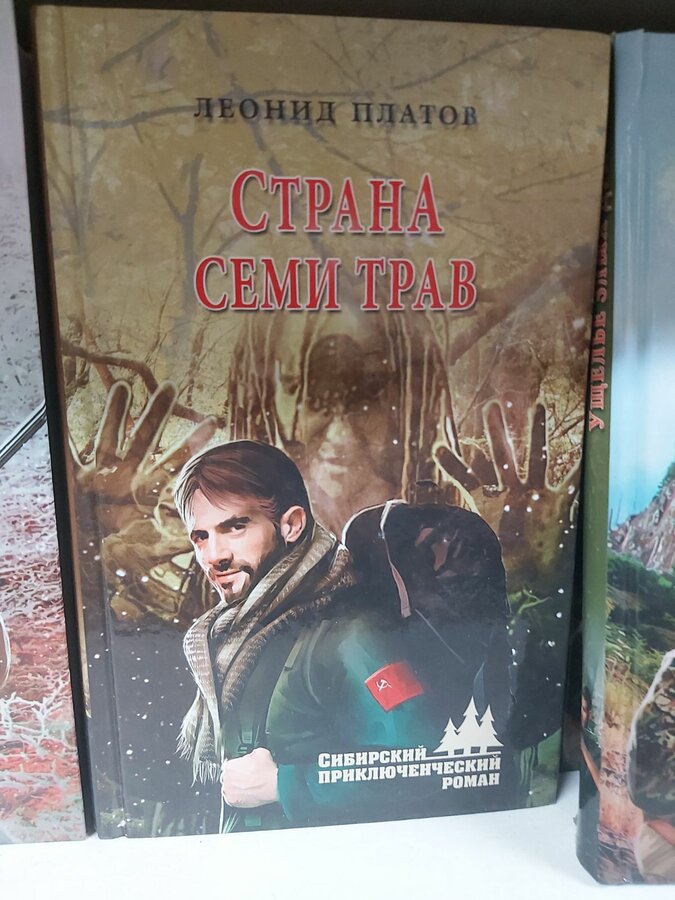 ЛЕОНИД ПЛАТОВ
СТРАНА
СЕМИ ТРАВ
СИБИРСКИЙ
ПРИКЛЮЧЕНЧЕСКИЙ
РОМАН
УЩЕЛЬЕ